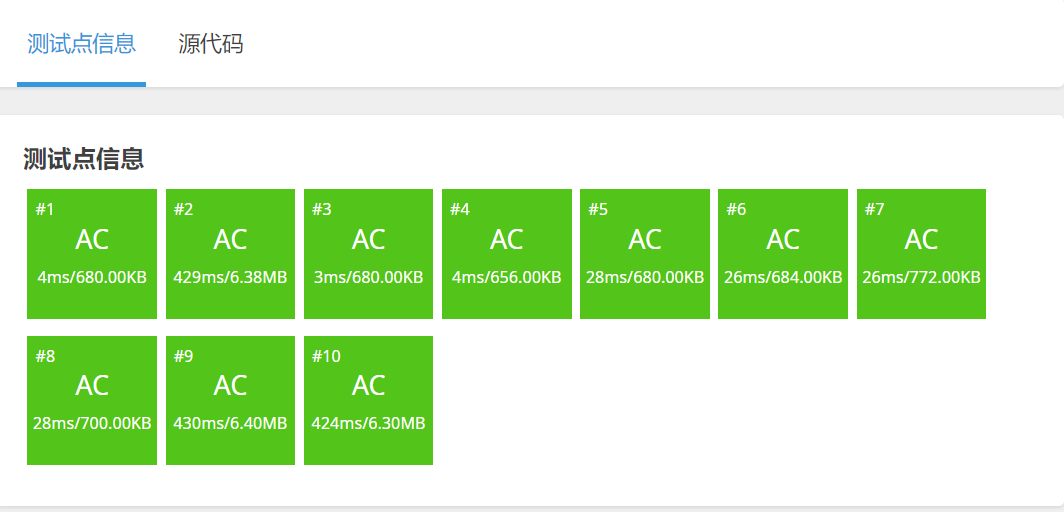 测试点信息 源代码
测试点信息
#1 #2 #3 #4 #5 #6 #7
AC AC AC AC AC AC AC
4ms/680.00KB 429ms/6.38MB 3ms/680.00KB 4ms/656.00KB 28ms/680.00KB 26ms/684.00KB 26ms/772.00KB
#8 #9 #10
AC AC AC
28ms/700.00KB 430ms/6.40MB 424ms/6.30MB